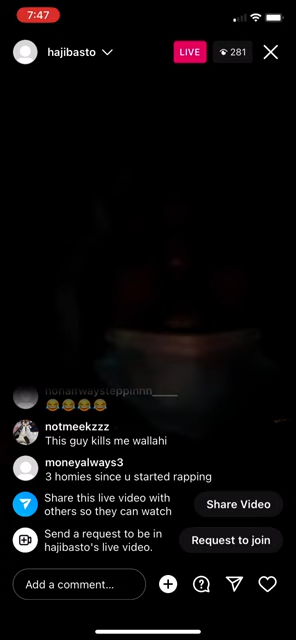 7:47
hajibasto
LIVE
281
nohalfwaysteppinnn_____
😂😂😂😂
notmeekzzz
This guy kills me wallahi
moneyalways3
3 homies since u started rapping
Share this live video with
others so they can watch
Share Video
Send a request to be in
hajibasto's live video.
Request to join
Add a comment...